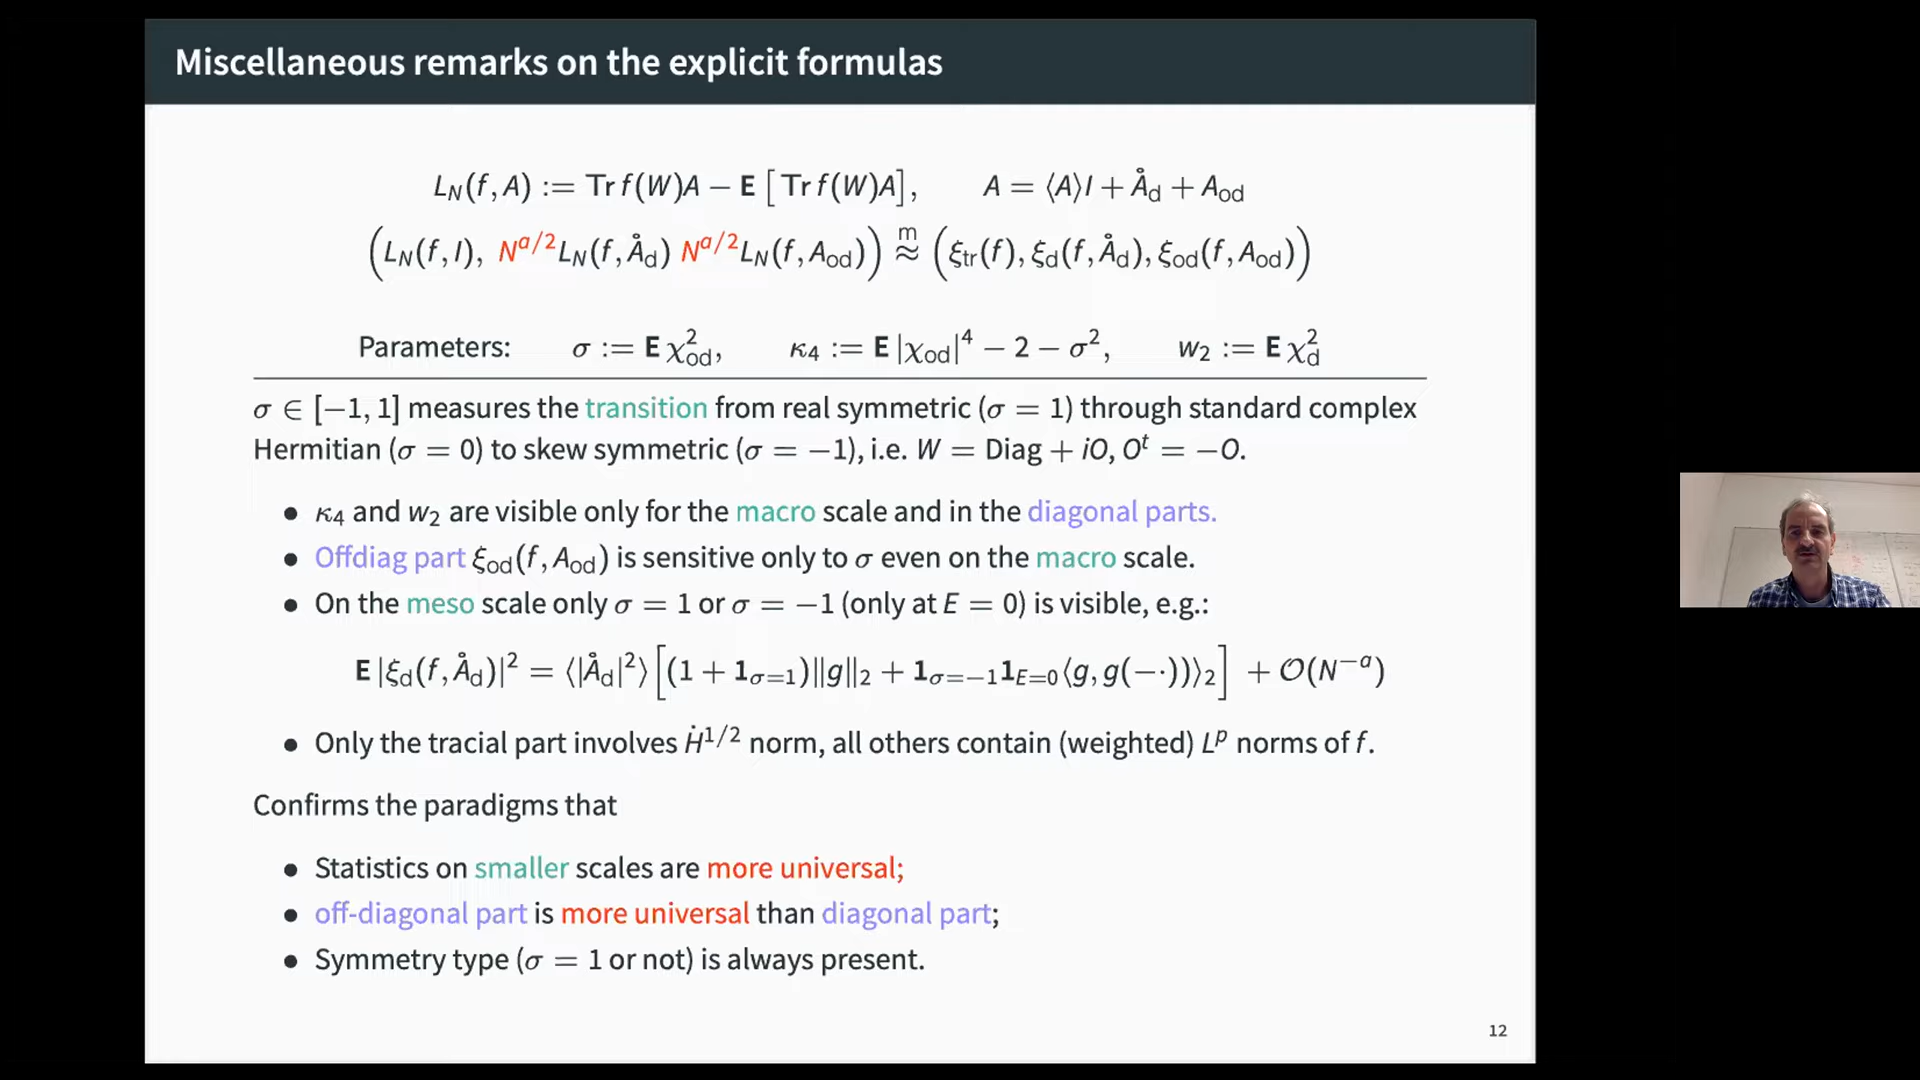 Miscellaneous remarks on the explicit formulas
L_N(f, A) := Tr f(W)A − E [ Tr f(W)A ],   A = ⟨A⟩I + Å_d + A_od
( L_N(f, I), N^{a/2}L_N(f, Å_d) N^{a/2}L_N(f, A_od) ) ≈^m ( ξ_tr(f), ξ_d(f, Å_d), ξ_od(f, A_od) )
Parameters:   σ := E χ_od^2,   κ_4 := E |χ_od|^4 − 2 − σ^2,   w_2 := E χ_d^2
σ ∈ [−1, 1] measures the transition from real symmetric (σ = 1) through standard complex
Hermitian (σ = 0) to skew symmetric (σ = −1), i.e. W = Diag + iO, O^t = −O.
• κ_4 and w_2 are visible only for the macro scale and in the diagonal parts.
• Offdiag part ξ_od(f, A_od) is sensitive only to σ even on the macro scale.
• On the meso scale only σ = 1 or σ = −1 (only at E = 0) is visible, e.g.:
E |ξ_d(f, Å_d)|^2 = ⟨|Å_d|^2⟩ [ (1 + 1_{σ=1})‖g‖_2 + 1_{σ=−1}1_{E=0}⟨g, g(−·)⟩_2 ] + O(N^{−a})
• Only the tracial part involves Ḣ^{1/2} norm, all others contain (weighted) L^p norms of f.
Confirms the paradigms that
• Statistics on smaller scales are more universal;
• off-diagonal part is more universal than diagonal part;
• Symmetry type (σ = 1 or not) is always present.
12